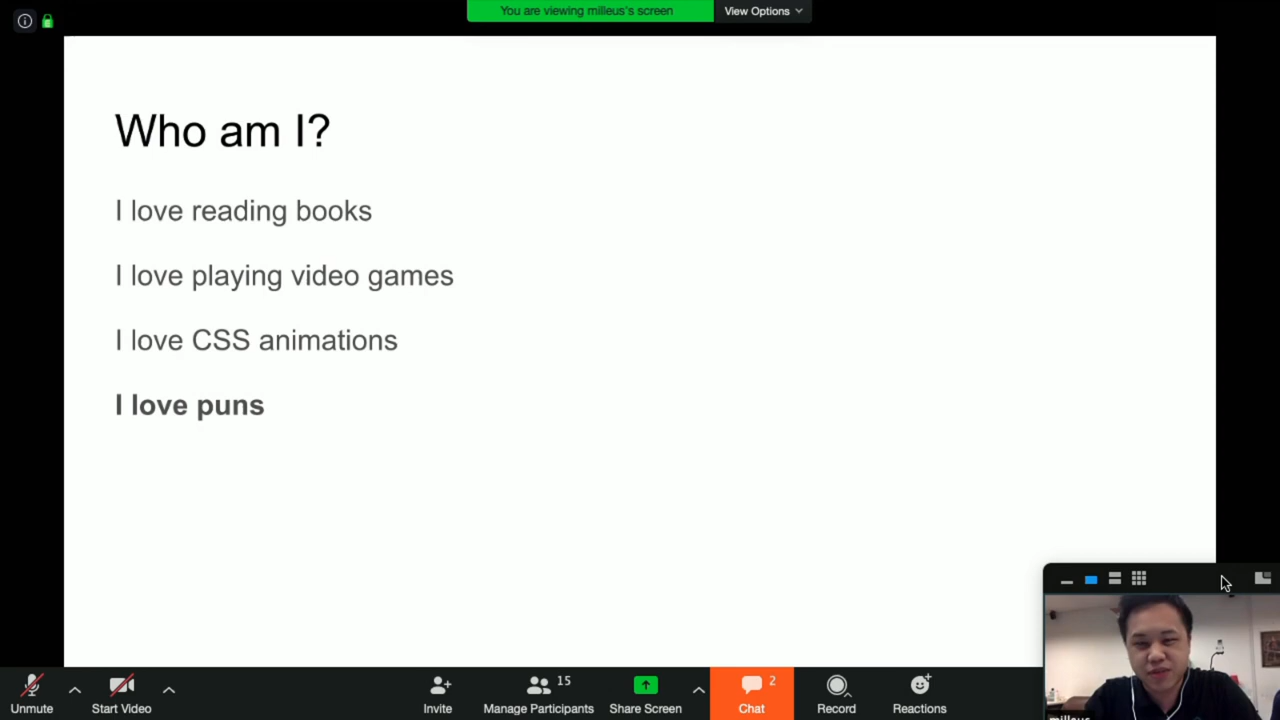 You are viewing milleus's screen
View Options
Who am I?
I love reading books
I love playing video games
I love CSS animations
I love puns
milleus
Unmute
Start Video
Invite
15
Manage Participants
Share Screen
2
Chat
Record
Reactions